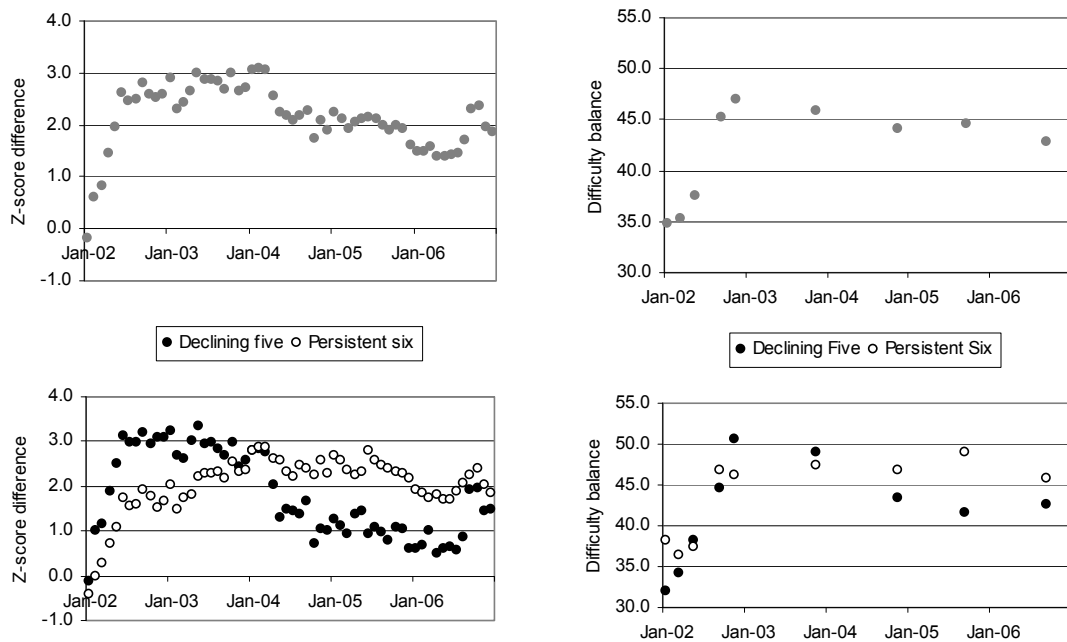 4.0
3.0
2.0
1.0
0.0
-1.0
Z-score difference
Jan-02 Jan-03 Jan-04 Jan-05 Jan-06
55.0
50.0
45.0
40.0
35.0
30.0
Difficulty balance
Jan-02 Jan-03 Jan-04 Jan-05 Jan-06
Declining five Persistent six
Declining Five Persistent Six
4.0
3.0
2.0
1.0
0.0
-1.0
Z-score difference
Jan-02 Jan-03 Jan-04 Jan-05 Jan-06
55.0
50.0
45.0
40.0
35.0
30.0
Difficulty balance
Jan-02 Jan-03 Jan-04 Jan-05 Jan-06